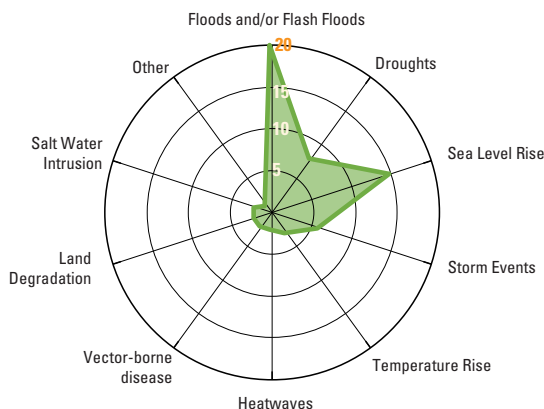 Floods and/or Flash Floods
20
Other
Droughts
15
10
Salt Water
Intrusion
Sea Level Rise
5
Land
Degradation
Storm Events
Vector-borne
disease
Temperature Rise
Heatwaves